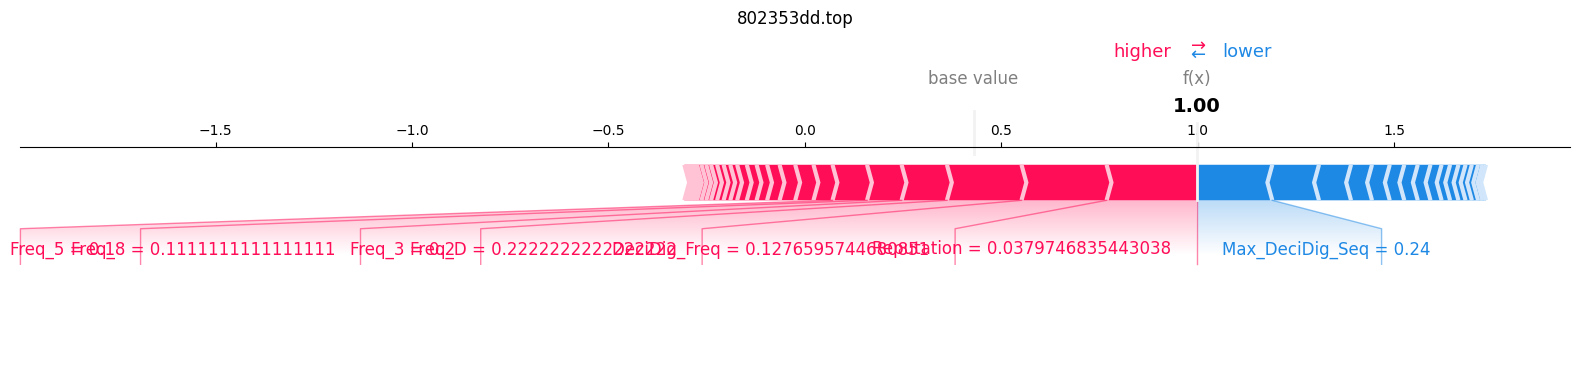 802353dd.top
higher → ← lower
base value f(x)
1.00
−1.5 −1.0 −0.5 0.0 0.5 1.0 1.5
Freq_5 = 0.1 Freq_8 = 0.1111111111111111 Freq_3 = 0.2 Freq_D = 0.2222222222222222 DeciDig_Freq = 0.1276595744680851 Reputation = 0.0379746835443038 Max_DeciDig_Seq = 0.24